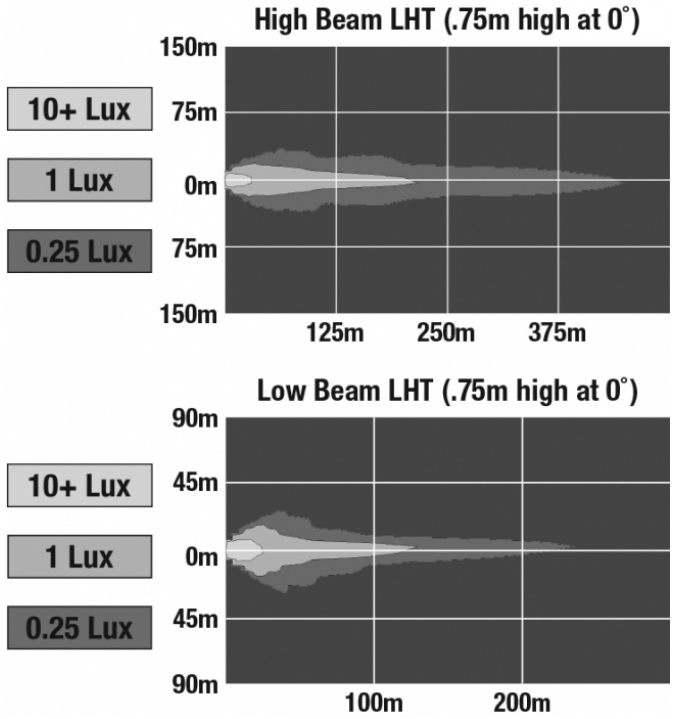 High Beam LHT (.75m high at 0˚)
150m
10+ Lux
75m
1 Lux
0m
0.25 Lux
75m
150m
125m 250m 375m
Low Beam LHT (.75m high at 0˚)
90m
10+ Lux
45m
1 Lux
0m
0.25 Lux
45m
90m
100m 200m